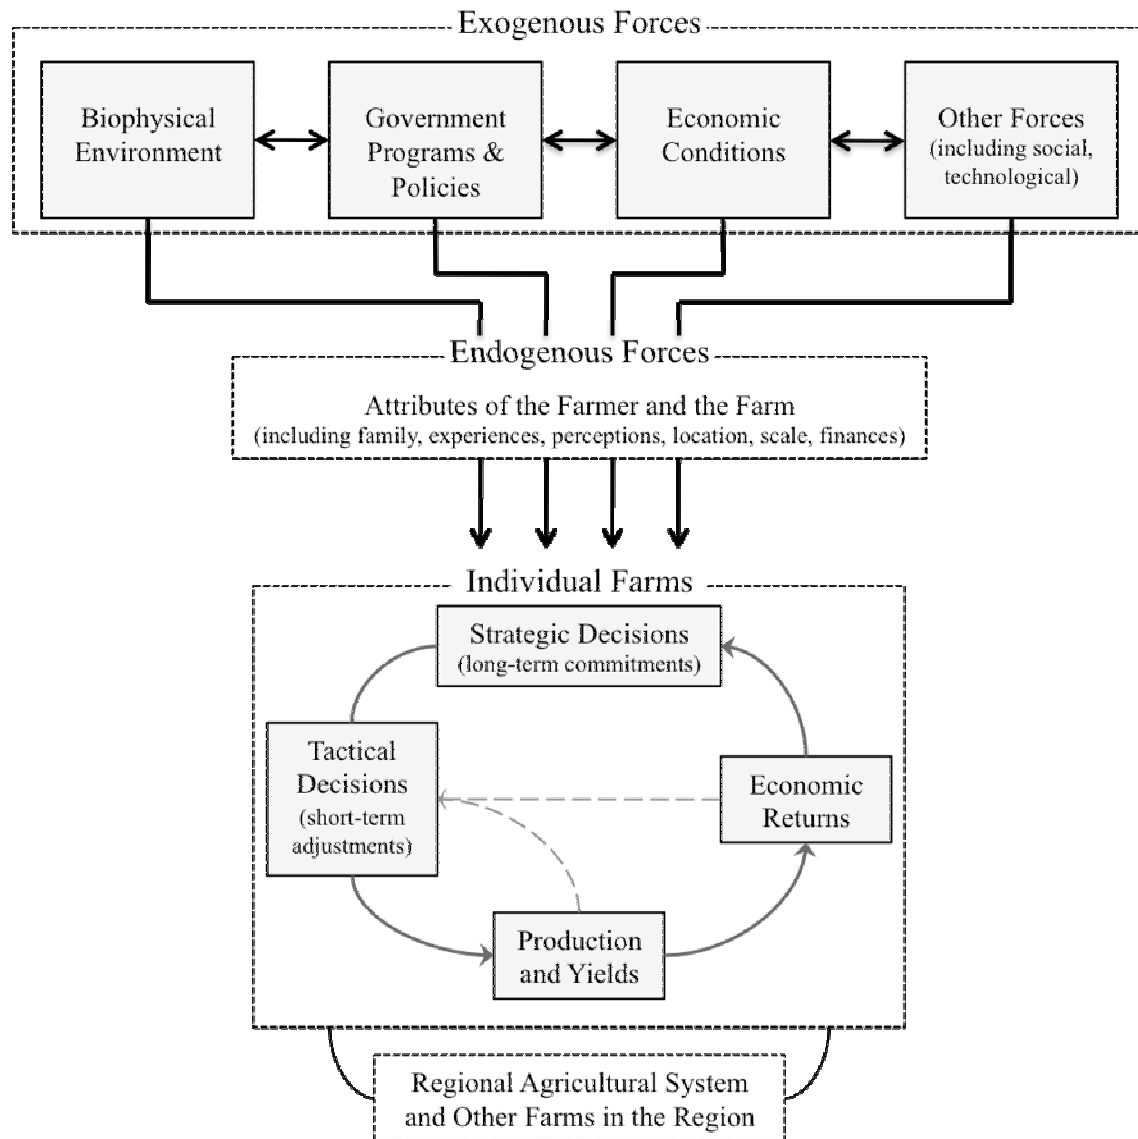 Exogenous Forces
Biophysical
Environment
Government
Programs &
Policies
Economic
Conditions
Other Forces
(including social,
technological)
Endogenous Forces
Attributes of the Farmer and the Farm
(including family, experiences, perceptions, location, scale, finances)
Individual Farms
Strategic Decisions
(long-term commitments)
Tactical
Decisions
(short-term
adjustments)
Economic
Returns
Production
and Yields
Regional Agricultural System
and Other Farms in the Region